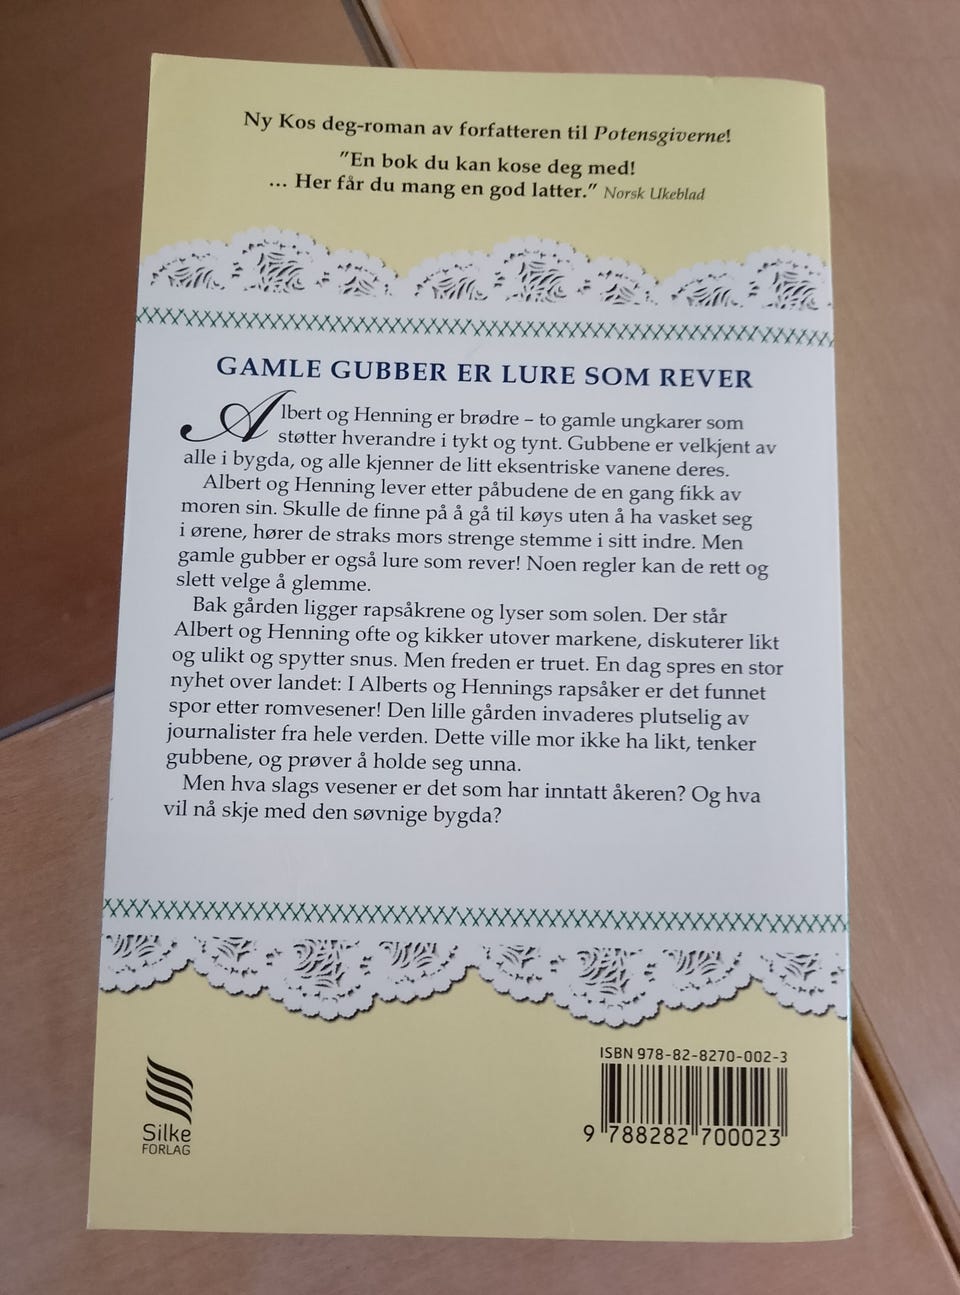 Ny Kos deg-roman av forfatteren til Potensgiverne!
"En bok du kan kose deg med!
... Her får du mang en god latter." Norsk Ukeblad
GAMLE GUBBER ER LURE SOM REVER
Albert og Henning er brødre – to gamle ungkarer som
støtter hverandre i tykt og tynt. Gubbene er velkjent av
alle i bygda, og alle kjenner de litt eksentriske vanene deres.
Albert og Henning lever etter påbudene de en gang fikk av
moren sin. Skulle de finne på å gå til køys uten å ha vasket seg
i ørene, hører de straks mors strenge stemme i sitt indre. Men
gamle gubber er også lure som rever! Noen regler kan de rett og
slett velge å glemme.
Bak gården ligger rapsåkrene og lyser som solen. Der står
Albert og Henning ofte og kikker utover markene, diskuterer likt
og ulikt og spytter snus. Men freden er truet. En dag spres en stor
nyhet over landet: I Alberts og Hennings rapsåker er det funnet
spor etter romvesener! Den lille gården invaderes plutselig av
journalister fra hele verden. Dette ville mor ikke ha likt, tenker
gubbene, og prøver å holde seg unna.
Men hva slags vesener er det som har inntatt åkeren? Og hva
vil nå skje med den søvnige bygda?
ISBN 978-82-8270-002-3
9 788282 700023
Silke
FORLAG